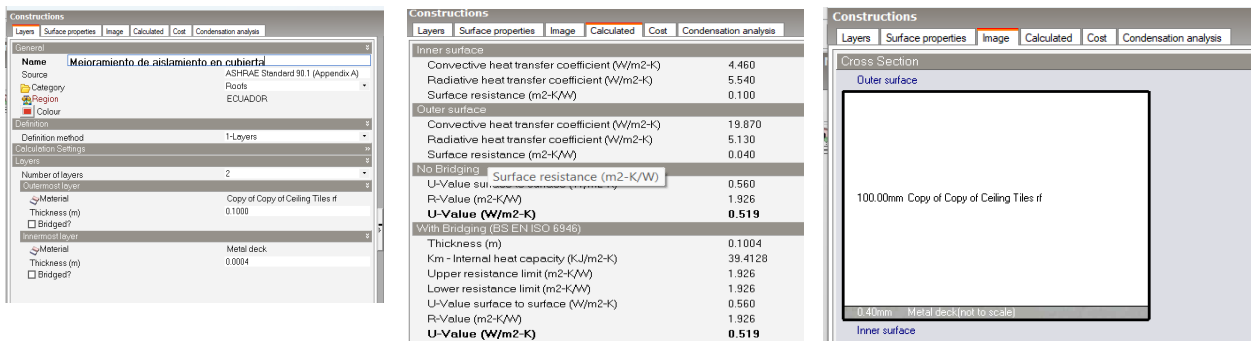 Constructions
Layers Surface properties Image Calculated Cost Condensation analysis
General
Name Mejoramiento de aislamiento en cubierta
Source ASHRAE Standard 90.1 (Appendix A)
Category Roofs
Region ECUADOR
Colour
Definition
Definition method 1-Layers
Calculation Settings
Layers
Number of layers 2
Outermost layer
Material Copy of Copy of Ceiling Tiles rf
Thickness (m) 0.1000
Bridged?
Innermost layer
Material Metal deck
Thickness (m) 0.0004
Bridged?
Constructions
Layers Surface properties Image Calculated Cost Condensation analysis
Inner surface
Convective heat transfer coefficient (W/m2-K) 4.460
Radiative heat transfer coefficient (W/m2-K) 5.540
Surface resistance (m2-K/W) 0.100
Outer surface
Convective heat transfer coefficient (W/m2-K) 19.870
Radiative heat transfer coefficient (W/m2-K) 5.130
Surface resistance (m2-K/W) 0.040
No Bridging
Surface resistance (m2-K/W)
U-Value 0.560
R-Value (m2-K/W) 1.926
U-Value (W/m2-K) 0.519
With Bridging (BS EN ISO 6946)
Thickness (m) 0.1004
Km - Internal heat capacity (KJ/m2-K) 39.4128
Upper resistance limit (m2-K/W) 1.926
Lower resistance limit (m2-K/W) 1.926
U-Value surface to surface (W/m2-K) 0.560
R-Value (m2-K/W) 1.926
U-Value (W/m2-K) 0.519
Constructions
Layers Surface properties Image Calculated Cost Condensation analysis
Cross Section
Outer surface
100.00mm Copy of Copy of Ceiling Tiles rf
0.40mm Metal deck(not to scale)
Inner surface